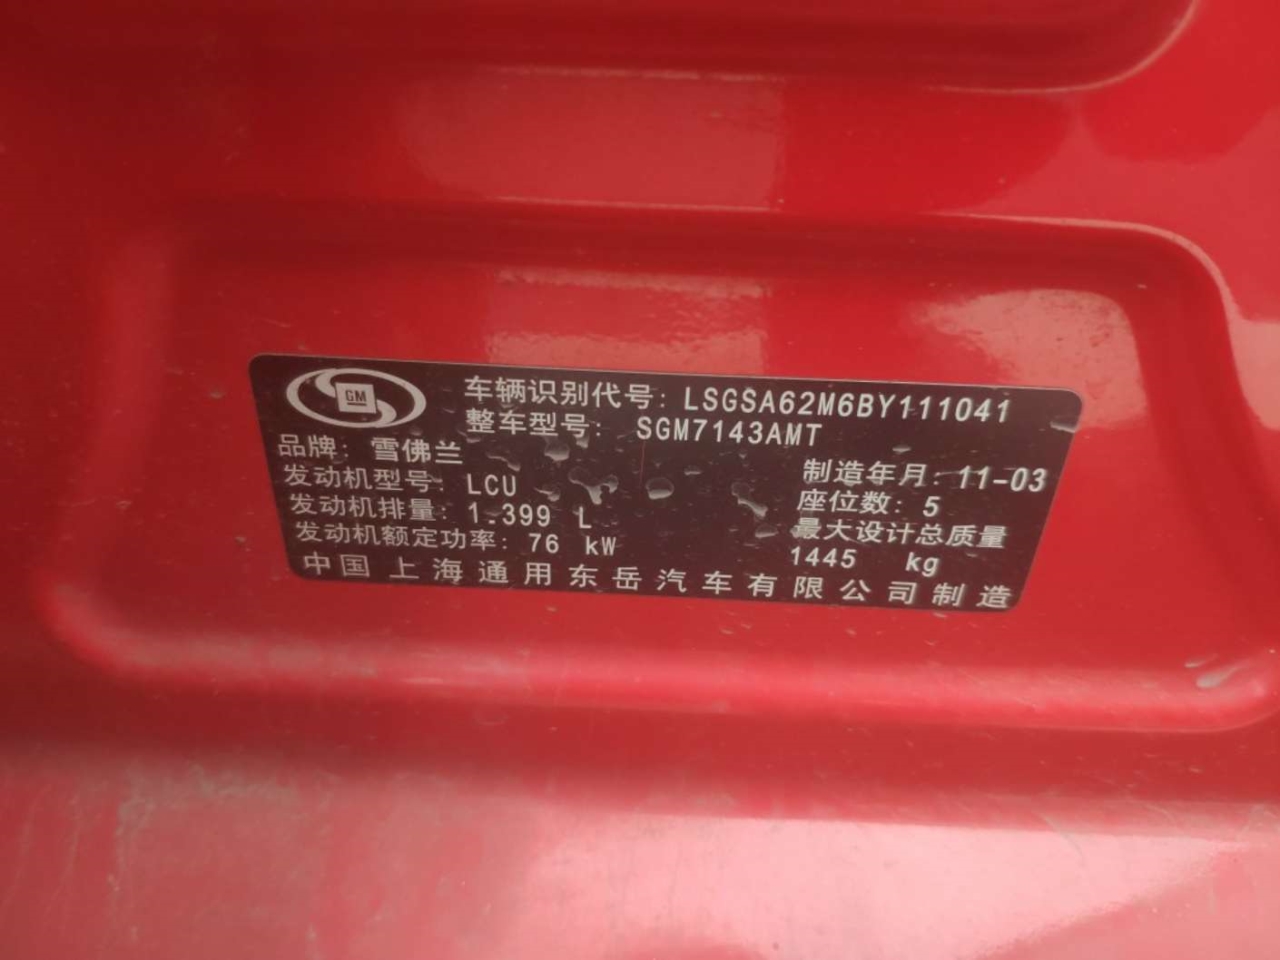 GM
车辆识别代号: LSGSA62M6BY111041
整车型号: SGM7143AMT
品牌: 雪佛兰
发动机型号: LCU
制造年月: 11-03
发动机排量: 1.399 L
座位数: 5
发动机额定功率: 76 kW
最大设计总质量
1445 kg
中国上海通用东岳汽车有限公司制造